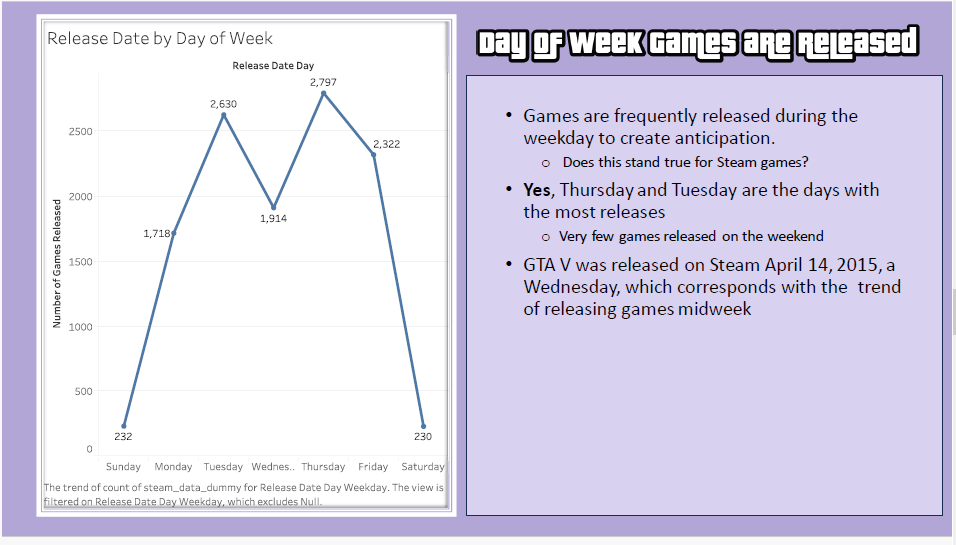 Release Date by Day of Week
Release Date Day
Number of Games Released
2500
2000
1500
1000
500
0
232
1,718
2,630
1,914
2,797
2,322
230
Sunday Monday Tuesday Wednes.. Thursday Friday Saturday
The trend of count of steam_data_dummy for Release Date Day Weekday. The view is
filtered on Release Date Day Weekday, which excludes Null.
Day of Week Games are Released
• Games are frequently released during the
weekday to create anticipation.
o Does this stand true for Steam games?
• Yes, Thursday and Tuesday are the days with
the most releases
o Very few games released on the weekend
• GTA V was released on Steam April 14, 2015, a
Wednesday, which corresponds with the trend
of releasing games midweek